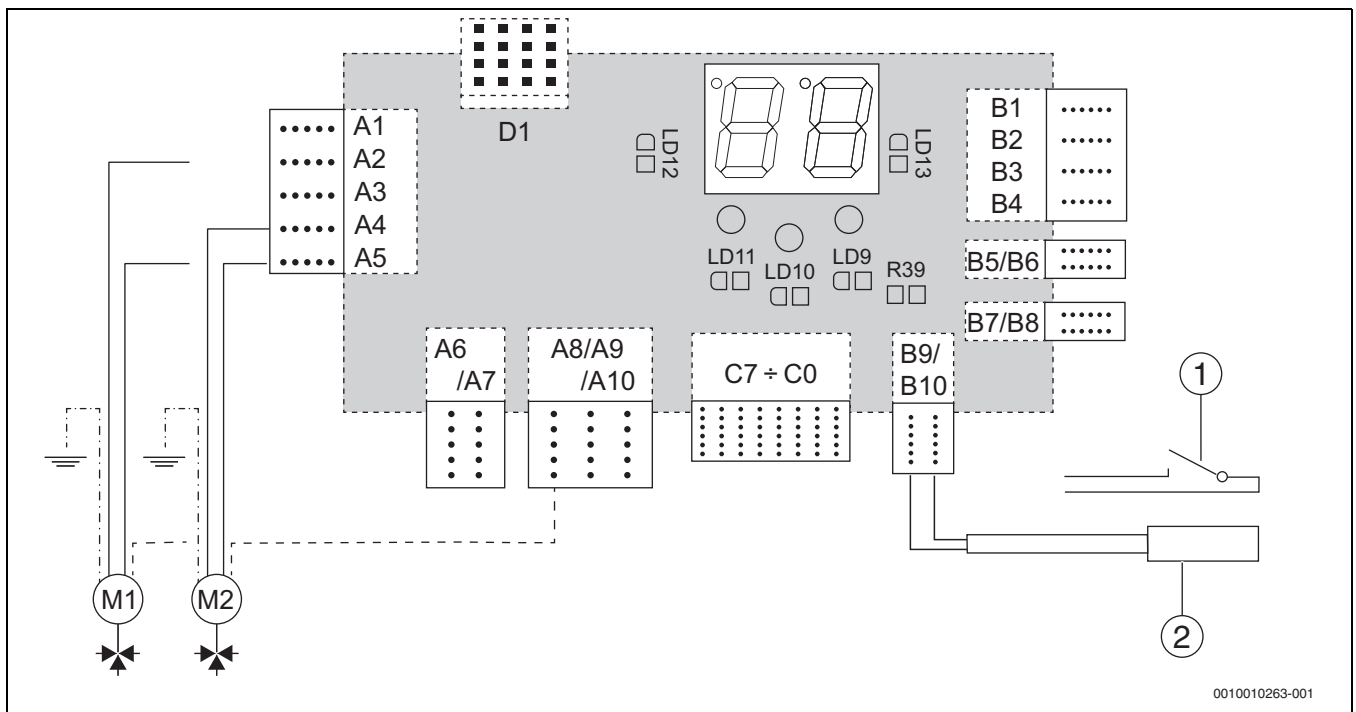 D1
A1
A2
A3
A4
A5
LD12
LD13
B1
B2
B3
B4
LD11
LD10
LD9
R39
B5/B6
B7/B8
A6
/A7
A8/A9
/A10
C7 ÷ C0
B9/
B10
1
M1
M2
2
0010010263-001